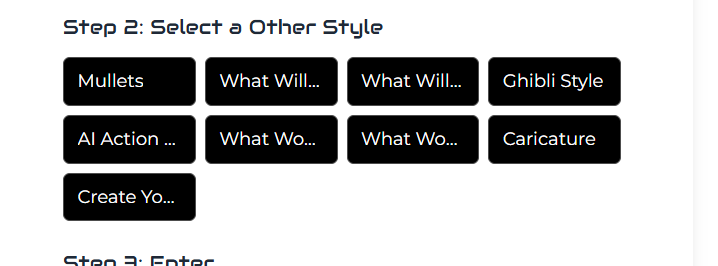 Step 2: Select a Other Style
Mullets What Will... What Will... Ghibli Style
AI Action ... What Wo... What Wo... Caricature
Create Yo...
Step 3: Enter